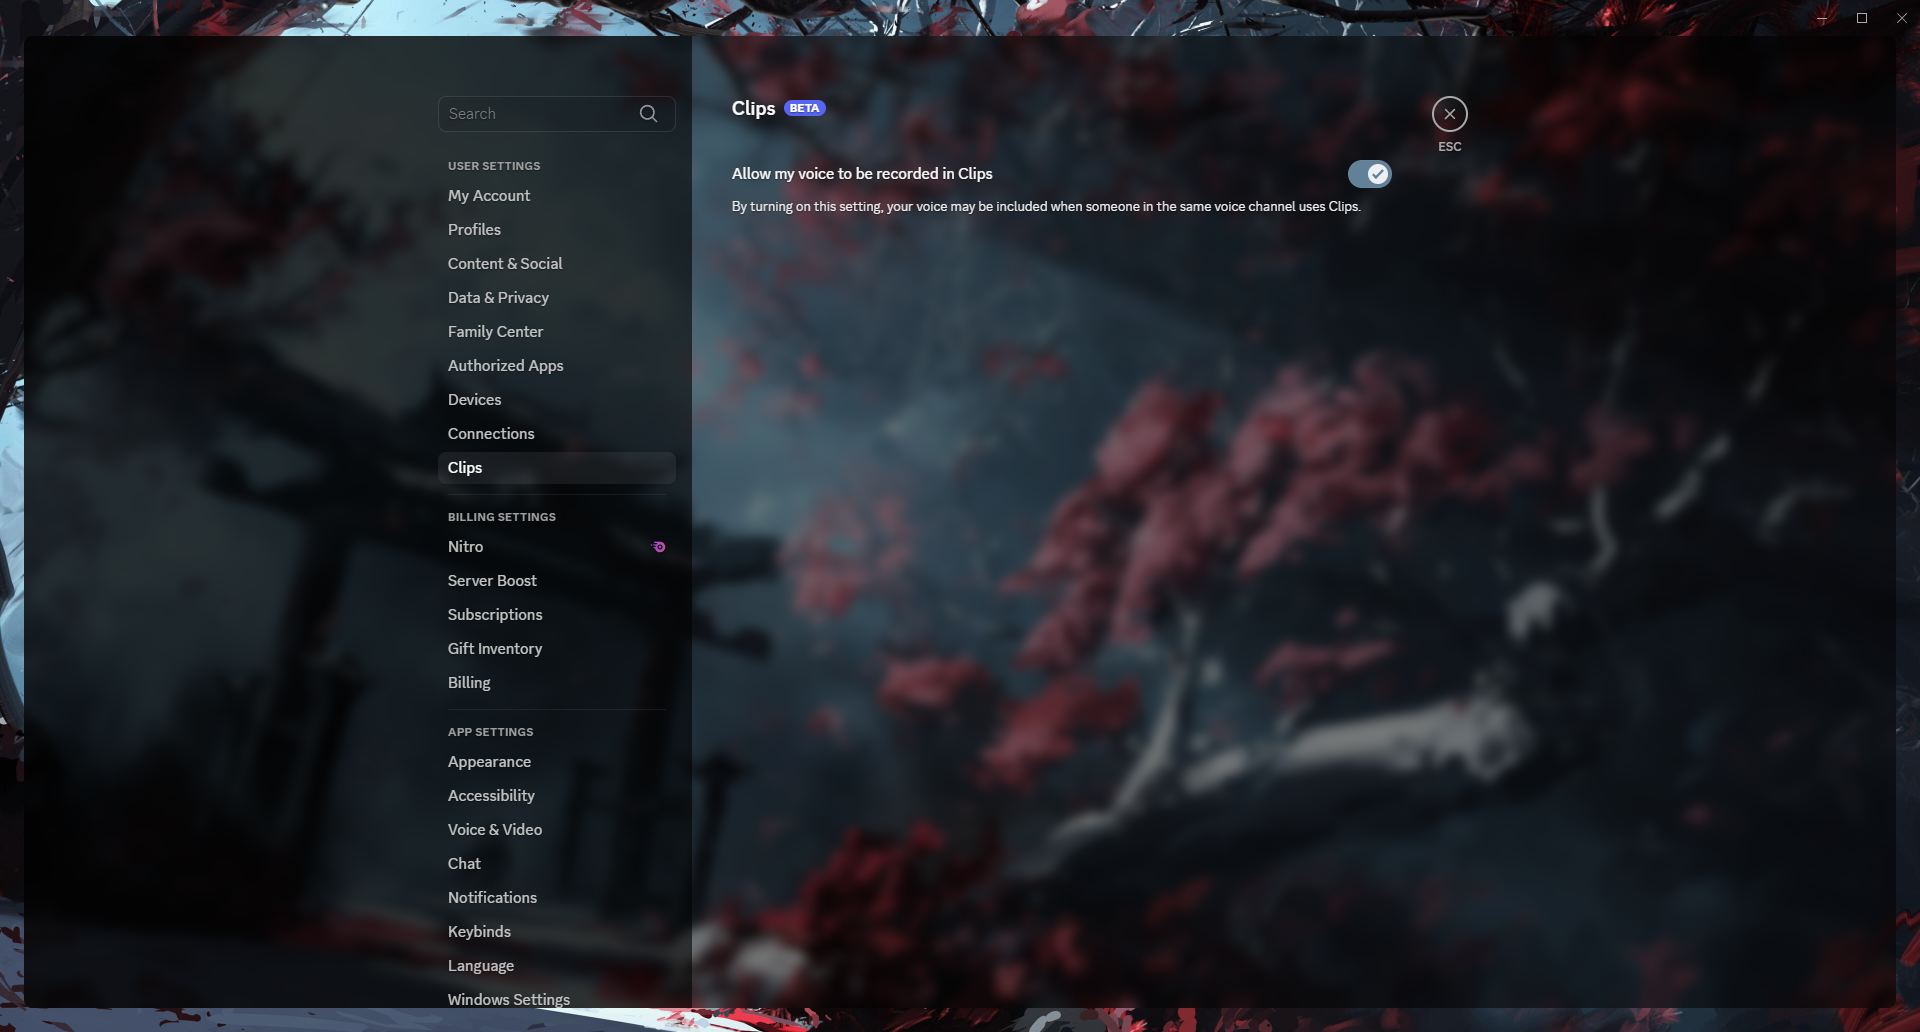 Search
USER SETTINGS
My Account
Profiles
Content & Social
Data & Privacy
Family Center
Authorized Apps
Devices
Connections
Clips
BILLING SETTINGS
Nitro
Server Boost
Subscriptions
Gift Inventory
Billing
APP SETTINGS
Appearance
Accessibility
Voice & Video
Chat
Notifications
Keybinds
Language
Windows Settings
Clips BETA
Allow my voice to be recorded in Clips
By turning on this setting, your voice may be included when someone in the same voice channel uses Clips.
ESC